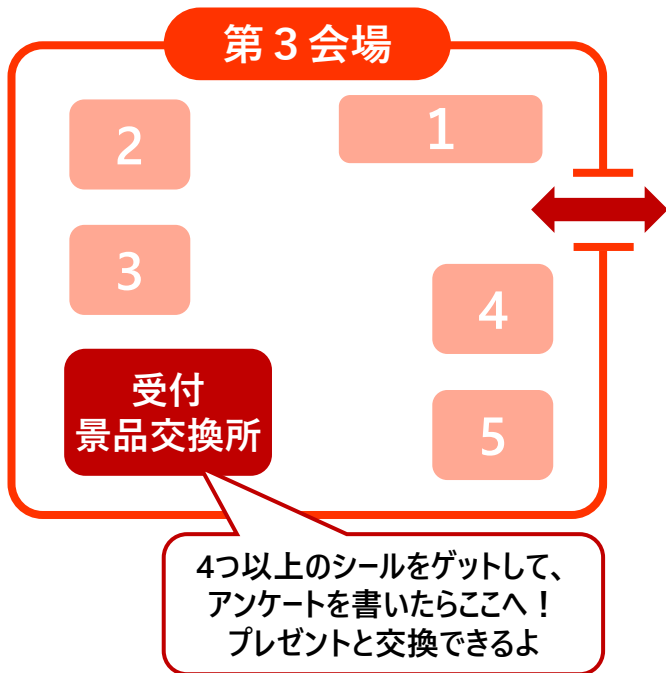 第３会場
1
2
3
4
5
受付
景品交換所
4つ以上のシールをゲットして、
アンケートを書いたらここへ！
プレゼントと交換できるよ